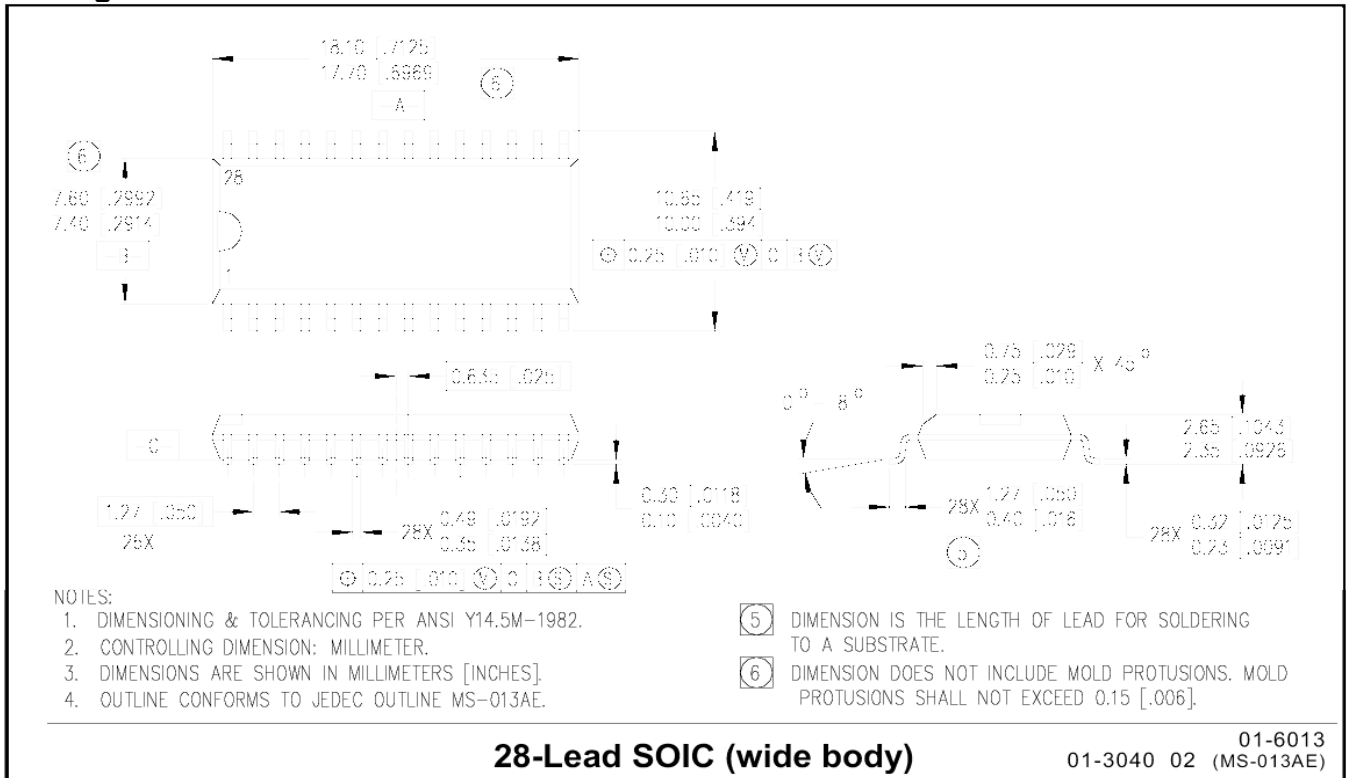 18.10 [.7125
17.70 .6969
A
6
6
28
7.60 .2992
7.40 .2914
1
10.65 .419
10.00 .394
0.25 .010
0.635 .025
0.75 .029
0.25 .010 X 45°
0° - 8°
2.65 .1043
2.35 .0926
C
1.27 .050
0.30 .0118
0.10 .0040
28X 0.49 .0192
0.35 .0138
28X 1.27 .050
0.40 .016
28X 0.32 .0125
0.23 .0091
0.25 .010
NOTES:
1. DIMENSIONING & TOLERANCING PER ANSI Y14.5M-1982.
2. CONTROLLING DIMENSION: MILLIMETER.
3. DIMENSIONS ARE SHOWN IN MILLIMETERS [INCHES].
4. OUTLINE CONFORMS TO JEDEC OUTLINE MS-013AE.
5 DIMENSION IS THE LENGTH OF LEAD FOR SOLDERING
TO A SUBSTRATE.
6 DIMENSION DOES NOT INCLUDE MOLD PROTUSIONS. MOLD
PROTUSIONS SHALL NOT EXCEED 0.15 [.006].
28-Lead SOIC (wide body)
01-6013
01-3040 02 (MS-013AE)